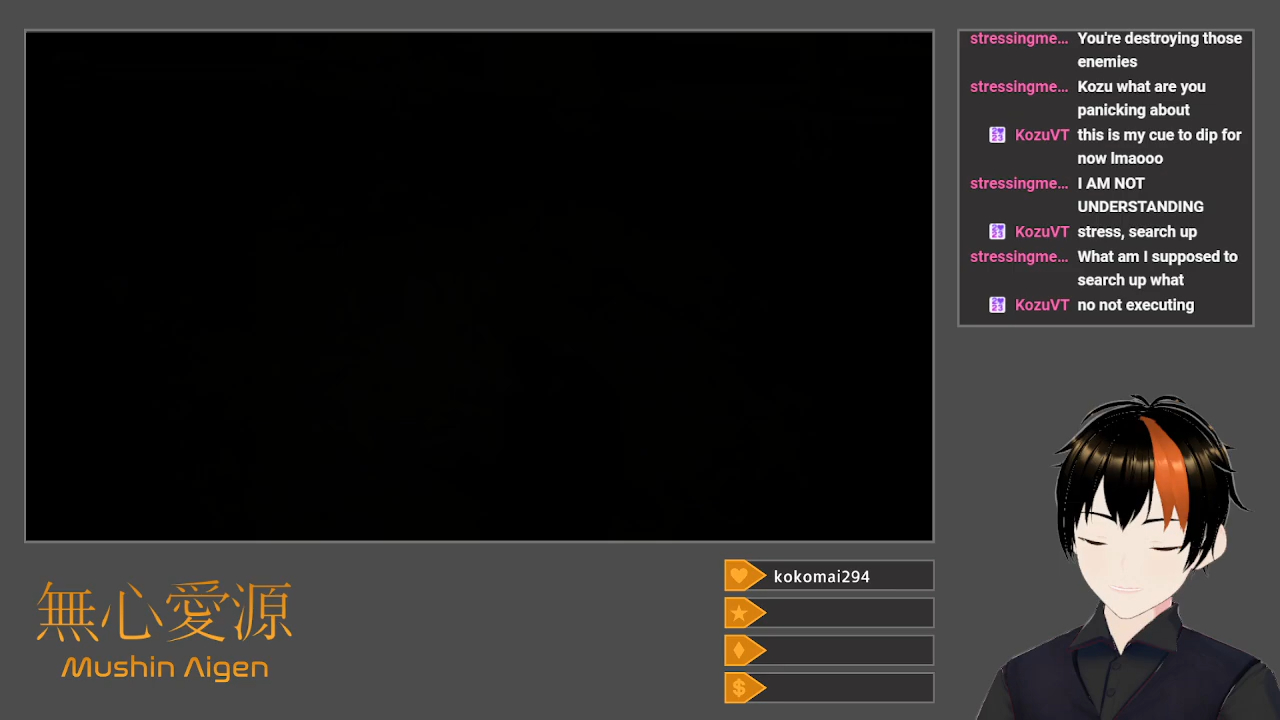 stressingme... You're destroying those
enemies
stressingme... Kozu what are you
panicking about
KozuVT this is my cue to dip for
now lmaooo
stressingme... I AM NOT
UNDERSTANDING
KozuVT stress, search up
stressingme... What am I supposed to
search up what
KozuVT no not executing
kokomai294
無心愛源
Mushin Aigen